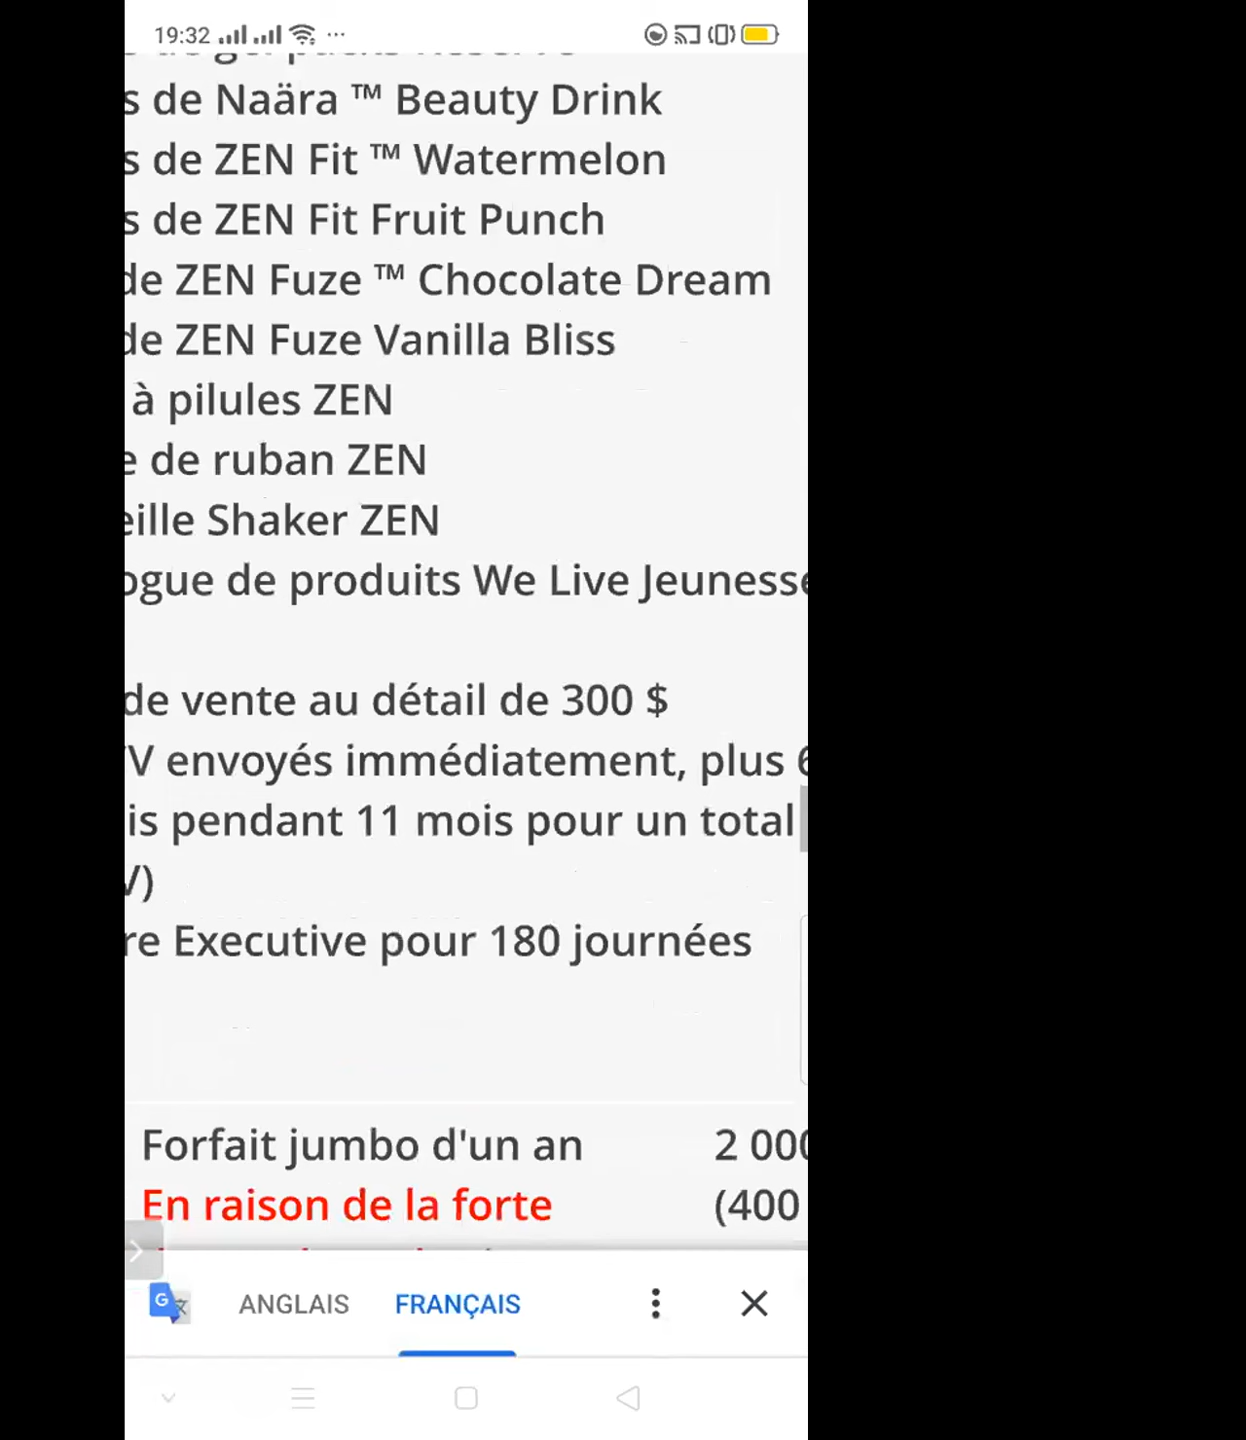 19:32
s de Naära ™ Beauty Drink
s de ZEN Fit ™ Watermelon
s de ZEN Fit Fruit Punch
de ZEN Fuze ™ Chocolate Dream
de ZEN Fuze Vanilla Bliss
à pilules ZEN
e de ruban ZEN
eille Shaker ZEN
ogue de produits We Live Jeunesse
de vente au détail de 300 $
V envoyés immédiatement, plus 6
is pendant 11 mois pour un total
V)
re Executive pour 180 journées
Forfait jumbo d'un an 2 000
En raison de la forte (400
ANGLAIS FRANÇAIS